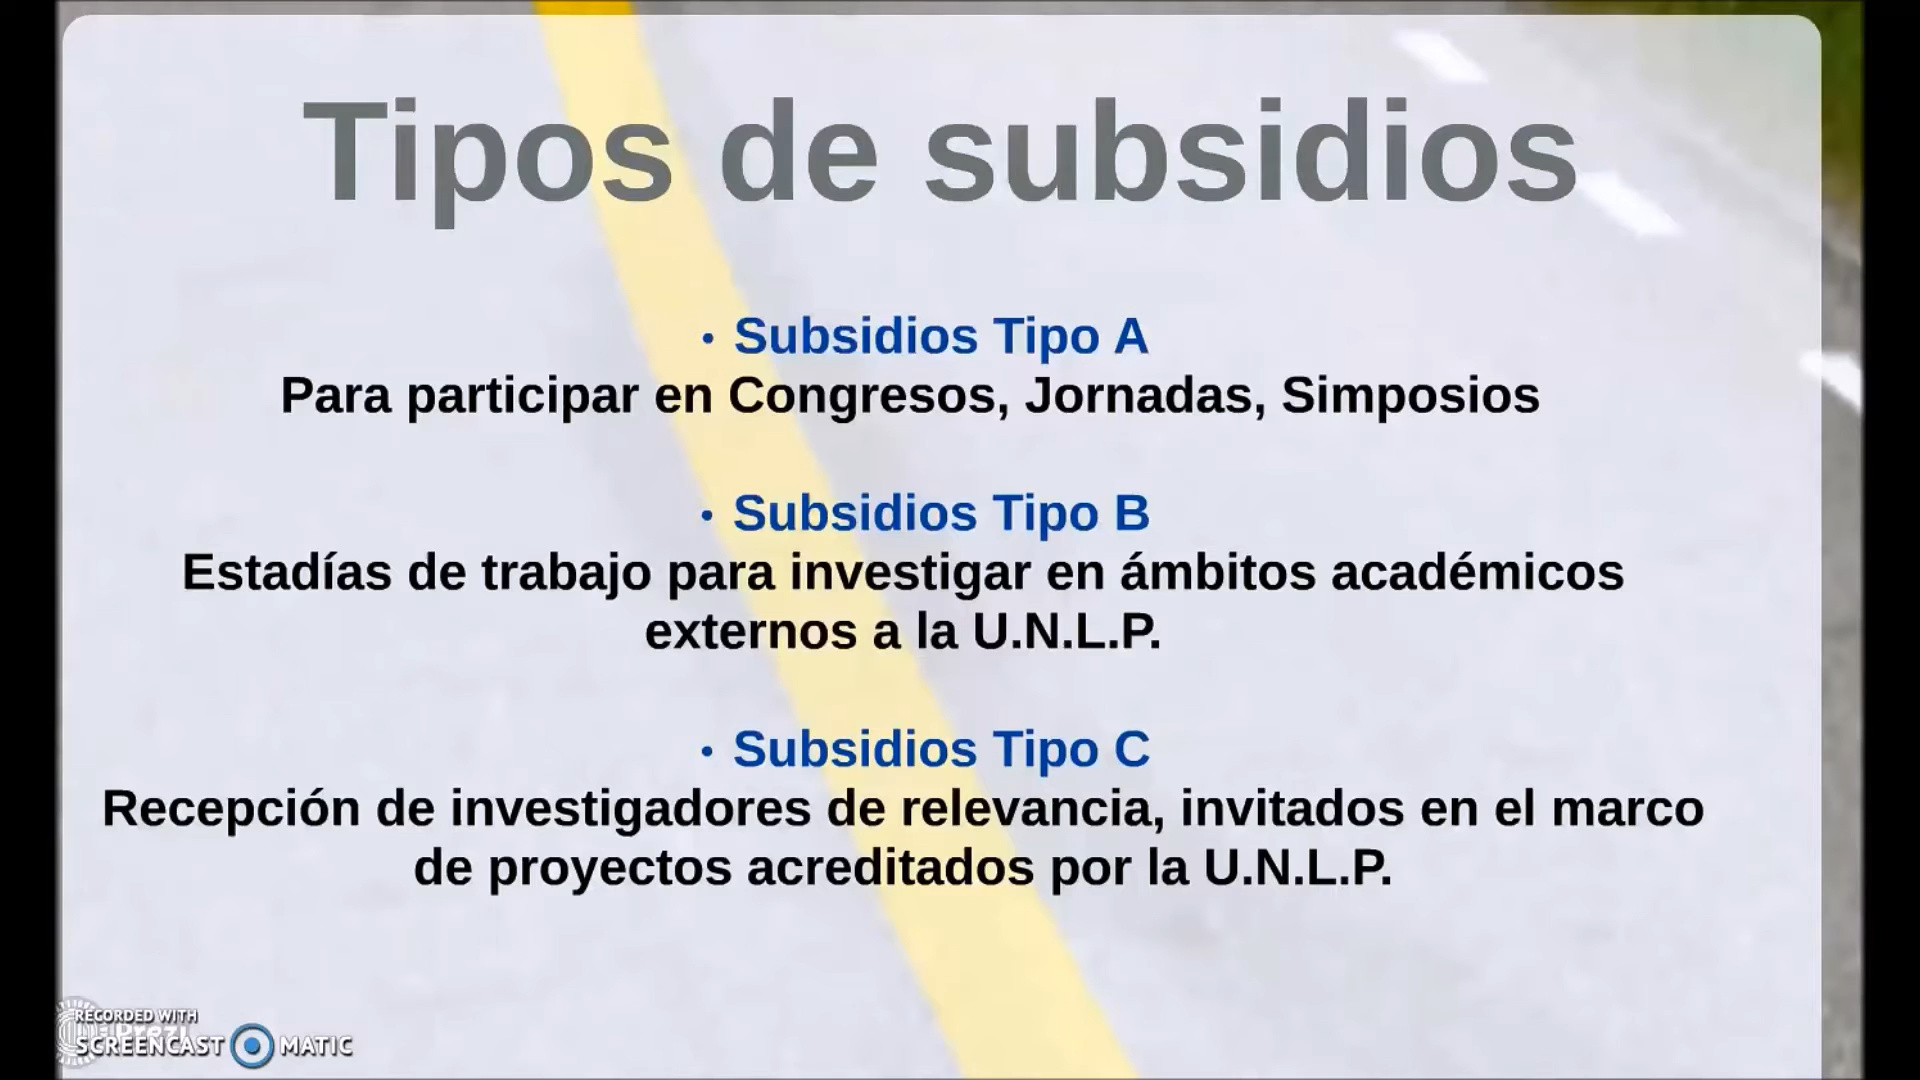 Tipos de subsidios
• Subsidios Tipo A
Para participar en Congresos, Jornadas, Simposios
• Subsidios Tipo B
Estadías de trabajo para investigar en ámbitos académicos
externos a la U.N.L.P.
• Subsidios Tipo C
Recepción de investigadores de relevancia, invitados en el marco
de proyectos acreditados por la U.N.L.P.
RECORDED WITH
Prezi
SCREENCAST MATIC